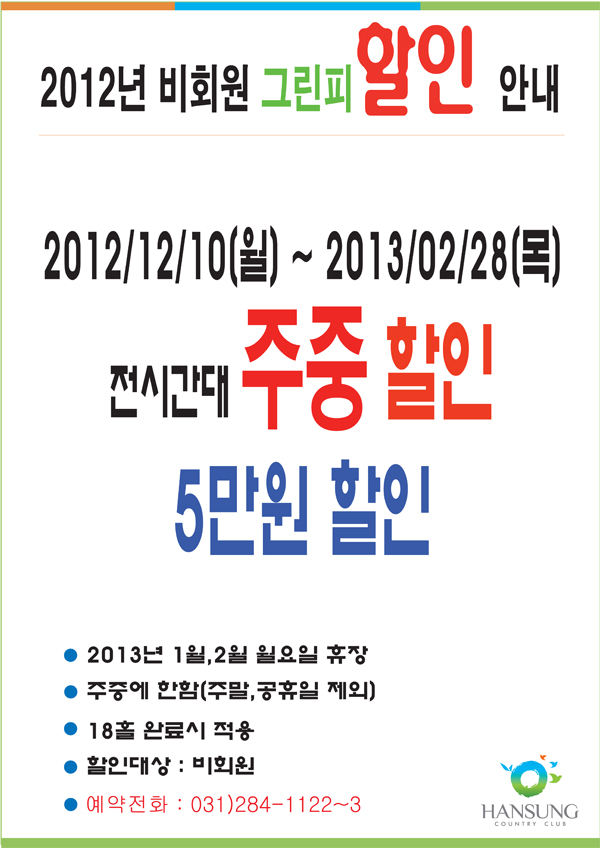 2012년 비회원 그린피 할인 안내
2012/12/10(월) ~ 2013/02/28(목)
전시간대 주중 할인
5만원 할인
2013년 1월,2월 월요일 휴장
주중에 한함(주말,공휴일 제외)
18홀 완료시 적용
할인대상 : 비회원
예약전화 : 031)284-1122~3
HANSUNG
COUNTRY CLUB